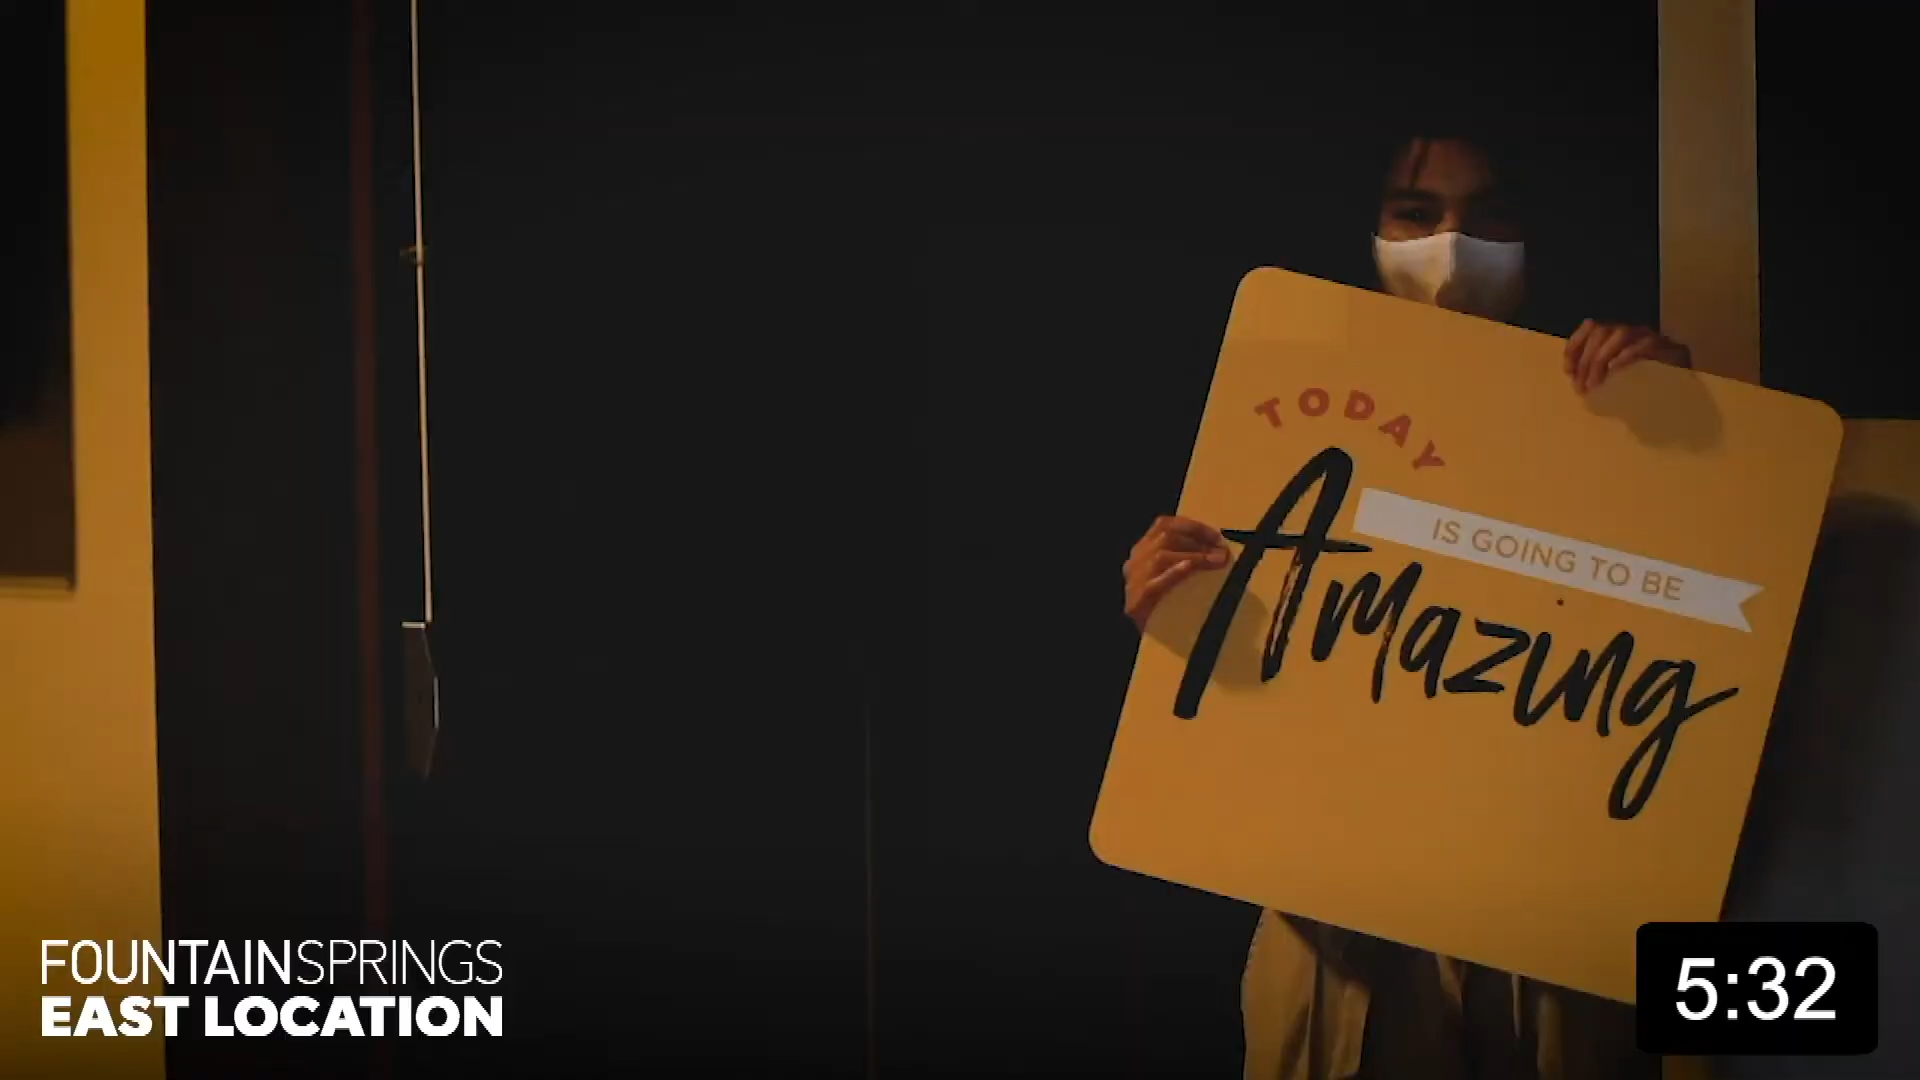 TODAY
IS GOING TO BE
Amazing
FOUNTAINSPRINGS
EAST LOCATION
5:32